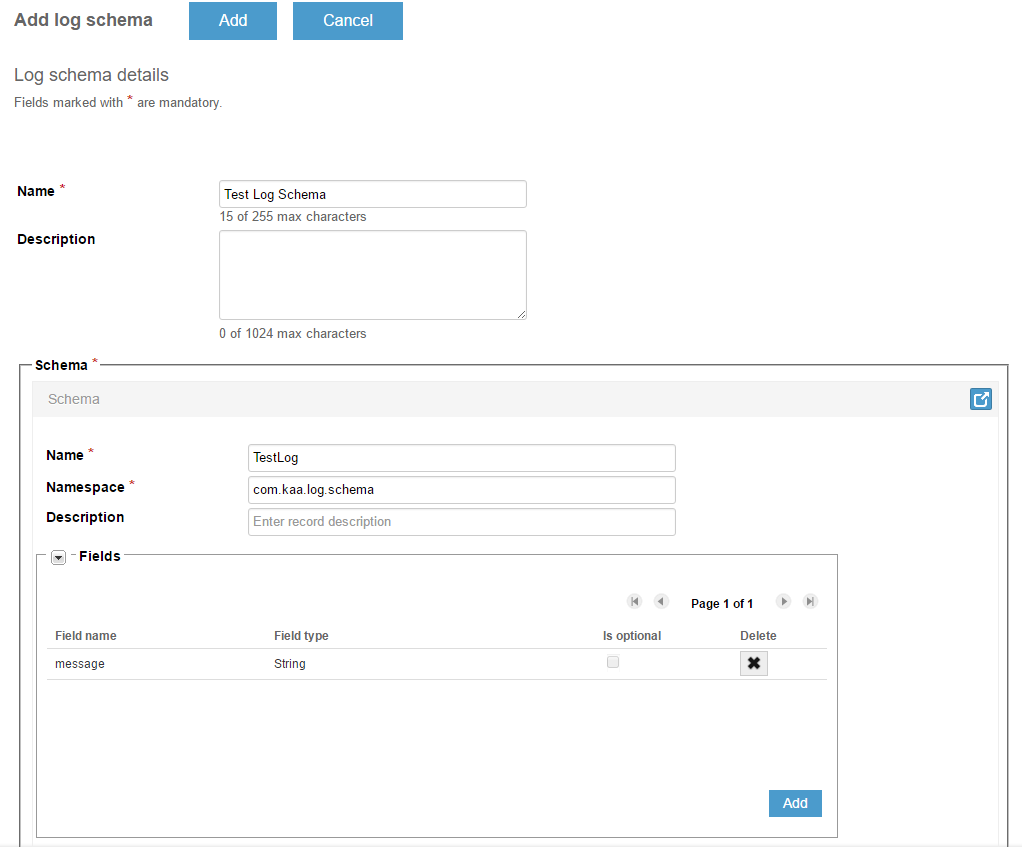 Add log schema Add Cancel
Log schema details
Fields marked with * are mandatory.
Name * Test Log Schema
15 of 255 max characters
Description
0 of 1024 max characters
Schema *
Schema
Name * TestLog
Namespace * com.kaa.log.schema
Description Enter record description
Fields
Page 1 of 1
Field name Field type Is optional Delete
message String
Add